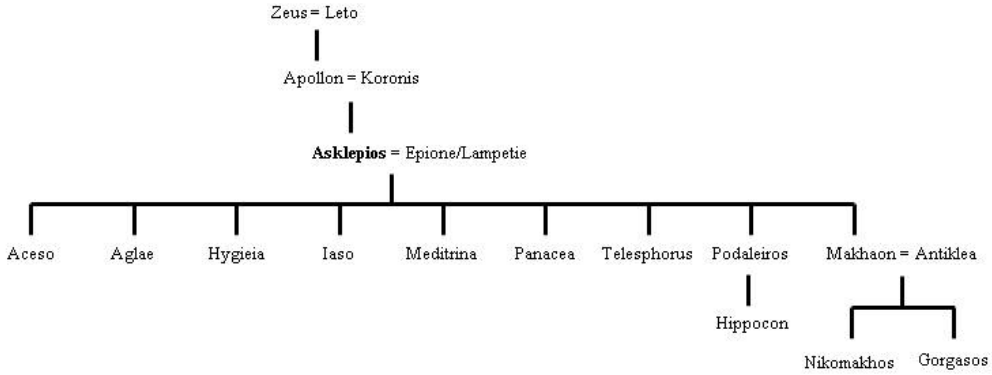 Zeus = Leto
Apollon = Koronis
Asklepios = Epione/Lampetie
Aceso Aglae Hygieia Iaso Meditrina Panacea Telesphorus Podaleiros Makhaon = Antiklea
Hippocon
Nikomakhos Gorgasos